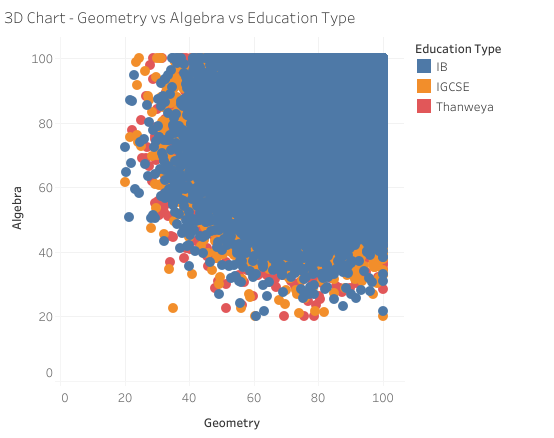 3D Chart - Geometry vs Algebra vs Education Type
Education Type
IB
IGCSE
Thanweya
Algebra
100
80
60
40
20
0
0 20 40 60 80 100
Geometry